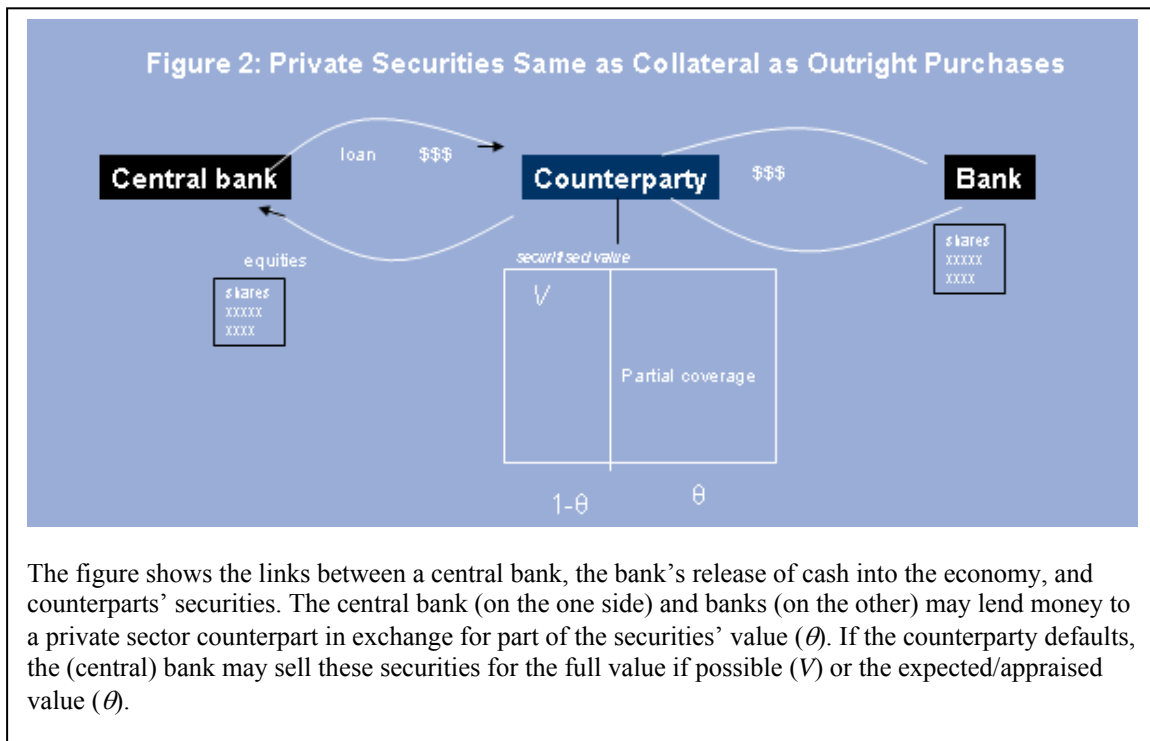 Figure 2: Private Securities Same as Collateral as Outright Purchases
loan $$$
Central bank
Counterparty
$$$
Bank
equities
shares
xxxxx
xxxx
securitised value
V
Partial coverage
1-θ
θ
shares
xxxxx
xxxx
The figure shows the links between a central bank, the bank’s release of cash into the economy, and
counterparts’ securities. The central bank (on the one side) and banks (on the other) may lend money to
a private sector counterpart in exchange for part of the securities’ value (θ). If the counterparty defaults,
the (central) bank may sell these securities for the full value if possible (V) or the expected/appraised
value (θ).